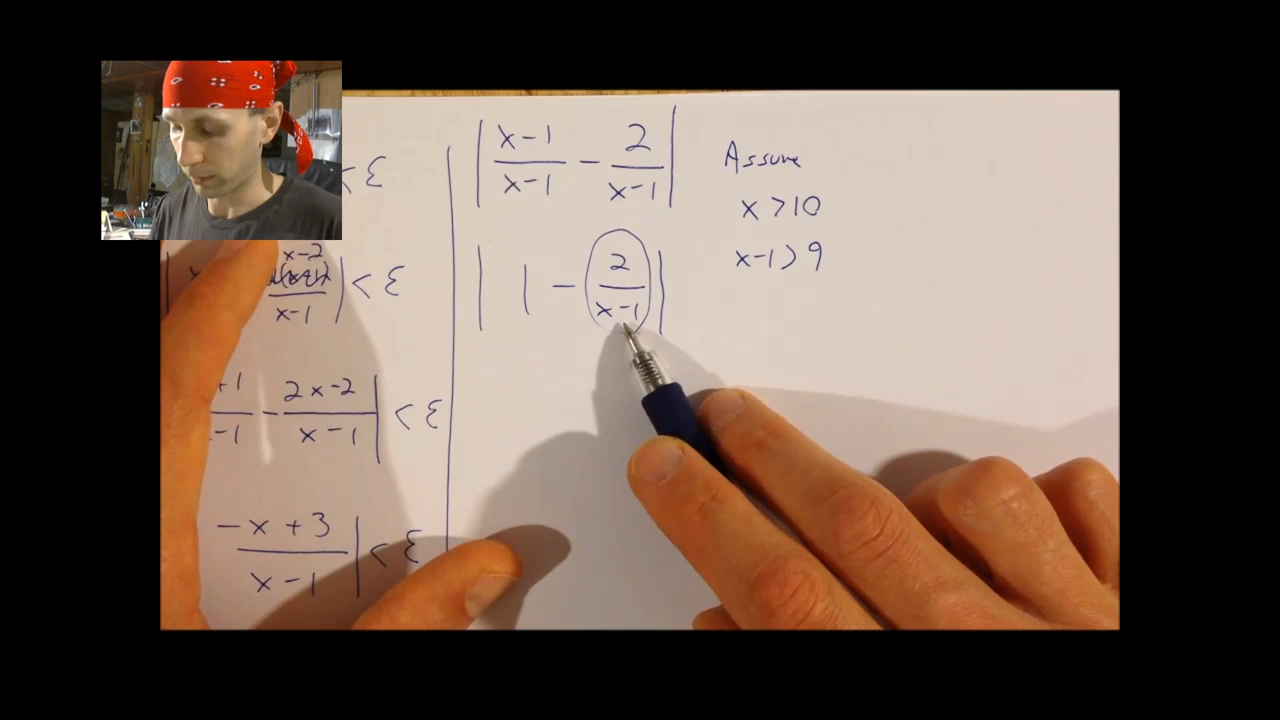 < ε
x-2
x-1 | < ε
+1/-1 - (2x-2)/(x-1) | < ε
(-x+3)/(x-1) | < ε
| (x-1)/(x-1) - 2/(x-1) |
| 1 - 2/(x-1) |
Assume
x > 10
x-1 > 9